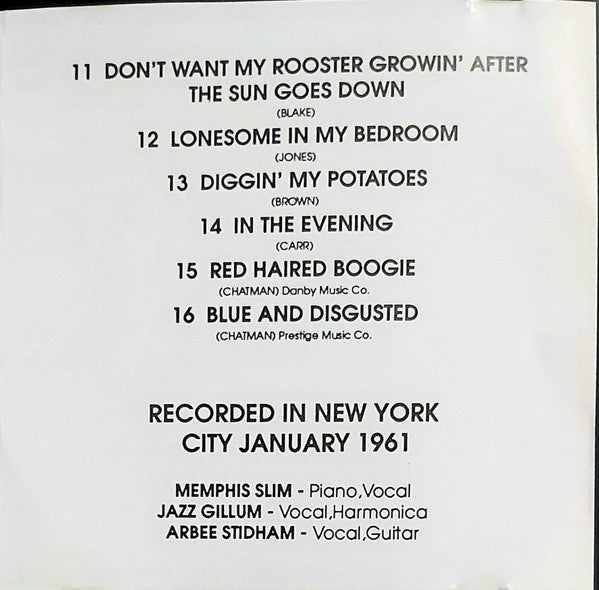 11 DON'T WANT MY ROOSTER GROWIN' AFTER
THE SUN GOES DOWN
(BLAKE)
12 LONESOME IN MY BEDROOM
(JONES)
13 DIGGIN' MY POTATOES
(BROWN)
14 IN THE EVENING
(CARR)
15 RED HAIRED BOOGIE
(CHATMAN) Danby Music Co.
16 BLUE AND DISGUSTED
(CHATMAN) Prestige Music Co.
RECORDED IN NEW YORK
CITY JANUARY 1961
MEMPHIS SLIM - Piano,Vocal
JAZZ GILLUM - Vocal,Harmonica
ARBEE STIDHAM - Vocal,Guitar